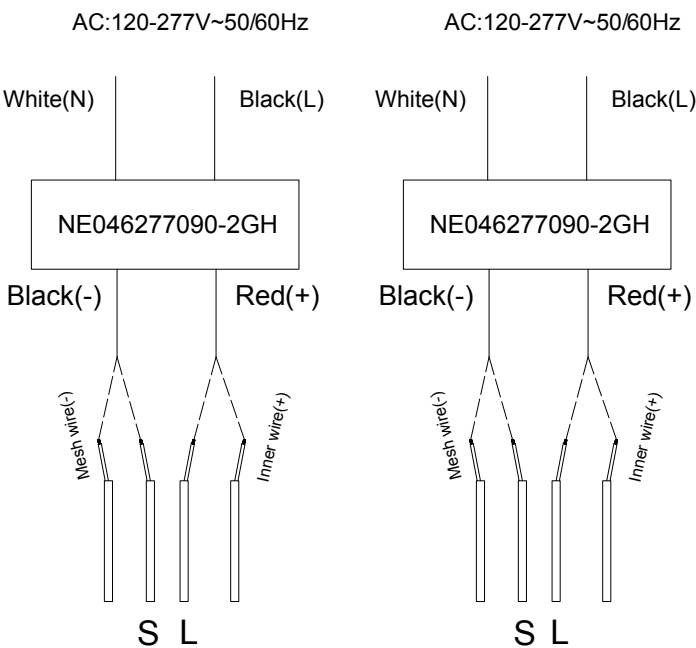 AC:120-277V~50/60Hz
AC:120-277V~50/60Hz
White(N)
Black(L)
White(N)
Black(L)
NE046277090-2GH
NE046277090-2GH
Black(-)
Red(+)
Black(-)
Red(+)
Mesh wire(-)
Inner wire(+)
Mesh wire(-)
Inner wire(+)
S L
S L